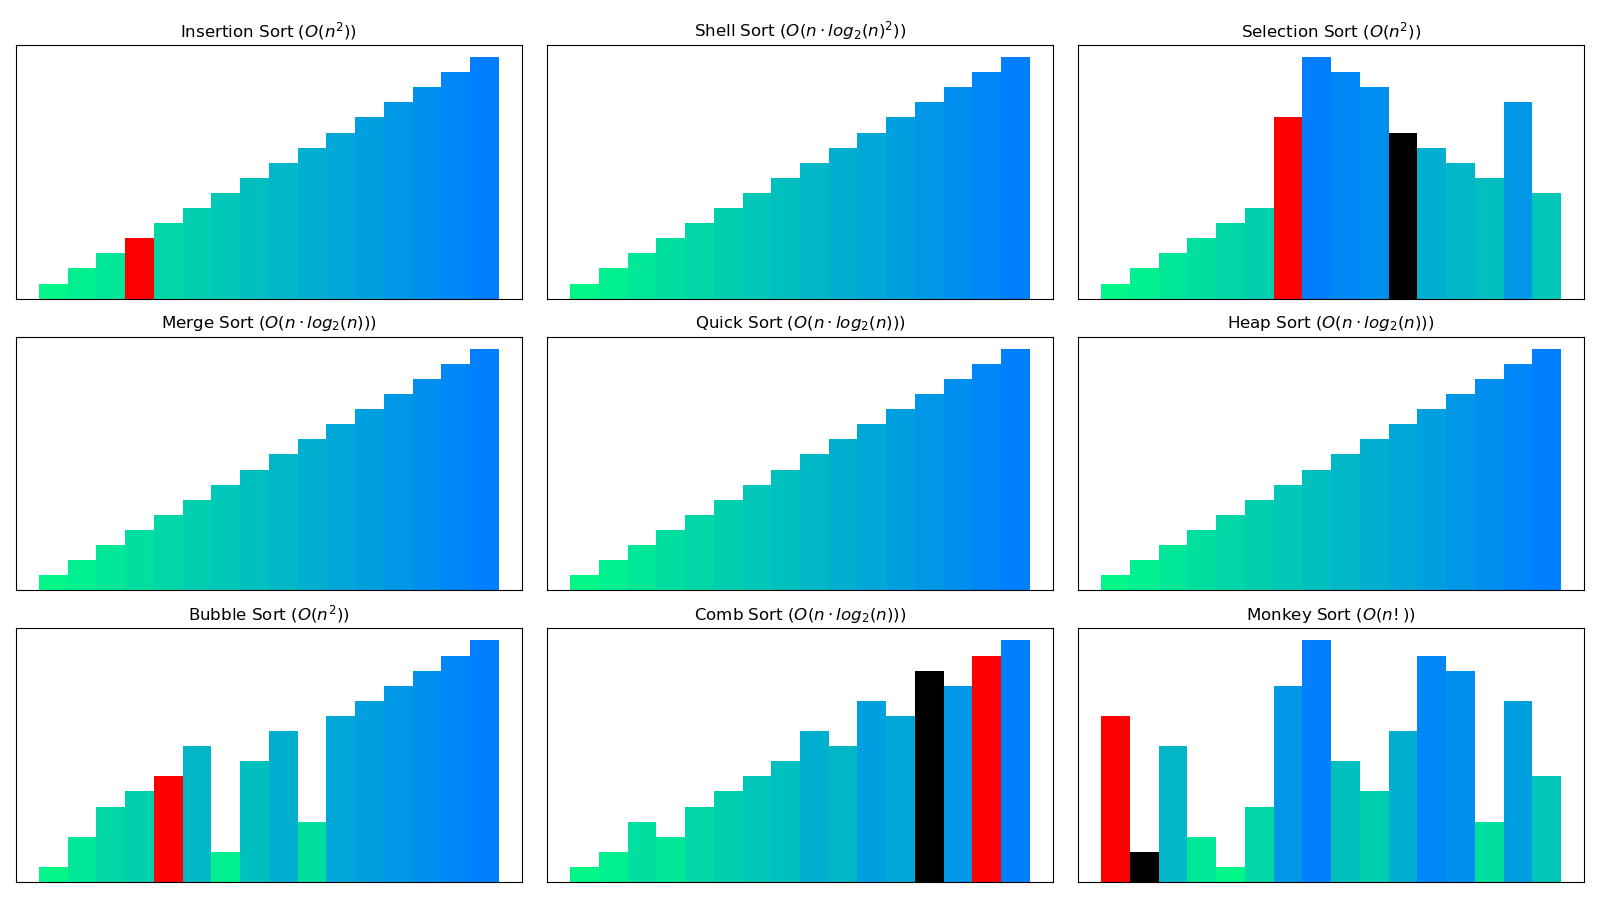 Insertion Sort (O(n²))
Shell Sort (O(n · log₂(n)²))
Selection Sort (O(n²))
Merge Sort (O(n · log₂(n)))
Quick Sort (O(n · log₂(n)))
Heap Sort (O(n · log₂(n)))
Bubble Sort (O(n²))
Comb Sort (O(n · log₂(n)))
Monkey Sort (O(n! ))